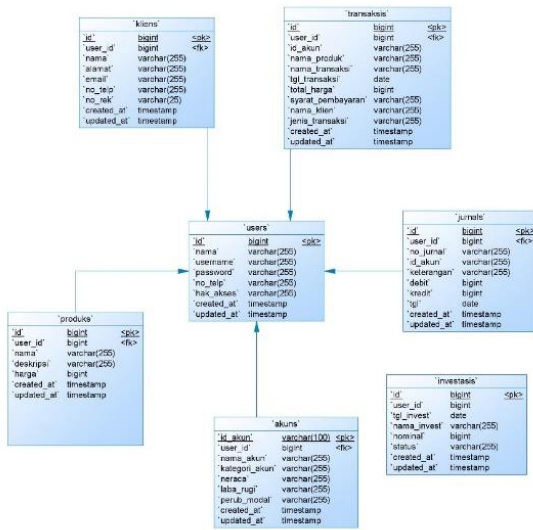 `kliens`
`id` bigint <pk>
`user_id` bigint <fk>
`nama` varchar(255)
`alamat` varchar(255)
`email` varchar(255)
`no_telp` varchar(255)
`no_rek` varchar(25)
`created_at` timestamp
`updated_at` timestamp
`transaksis`
`id` bigint <pk>
`user_id` bigint <fk>
`id_akun` varchar(255)
`nama_produk` varchar(255)
`nama_transaksi` varchar(255)
`tgl_transaksi` date
`total_harga` bigint
`syarat_pembayaran` varchar(255)
`nama_klien` varchar(255)
`jenis_transaksi` varchar(255)
`created_at` timestamp
`updated_at` timestamp
`users`
`id` bigint <pk>
`nama` varchar(255)
`username` varchar(255)
`password` varchar(255)
`no_telp` varchar(255)
`hak_akses` varchar(255)
`created_at` timestamp
`updated_at` timestamp
`jurnals`
`id` bigint <pk>
`user_id` bigint <fk>
`no_jurnal` varchar(255)
`id_akun` varchar(255)
`keterangan` varchar(255)
`debit` bigint
`kredit` bigint
`tgl` date
`created_at` timestamp
`updated_at` timestamp
`produks`
`id` bigint <pk>
`user_id` bigint <fk>
`nama` varchar(255)
`deskripsi` varchar(255)
`harga` bigint
`created_at` timestamp
`updated_at` timestamp
`investasis`
`id` bigint <pk>
`user_id` bigint
`tgl_invest` date
`nama_invest` varchar(255)
`nominal` bigint
`status` varchar(255)
`created_at` timestamp
`updated_at` timestamp
`akuns`
`id_akun` varchar(100) <pk>
`user_id` bigint <fk>
`nama_akun` varchar(255)
`kategori_akun` varchar(255)
`neraca` varchar(255)
`laba_rugi` varchar(255)
`perub_modal` varchar(255)
`created_at` timestamp
`updated_at` timestamp